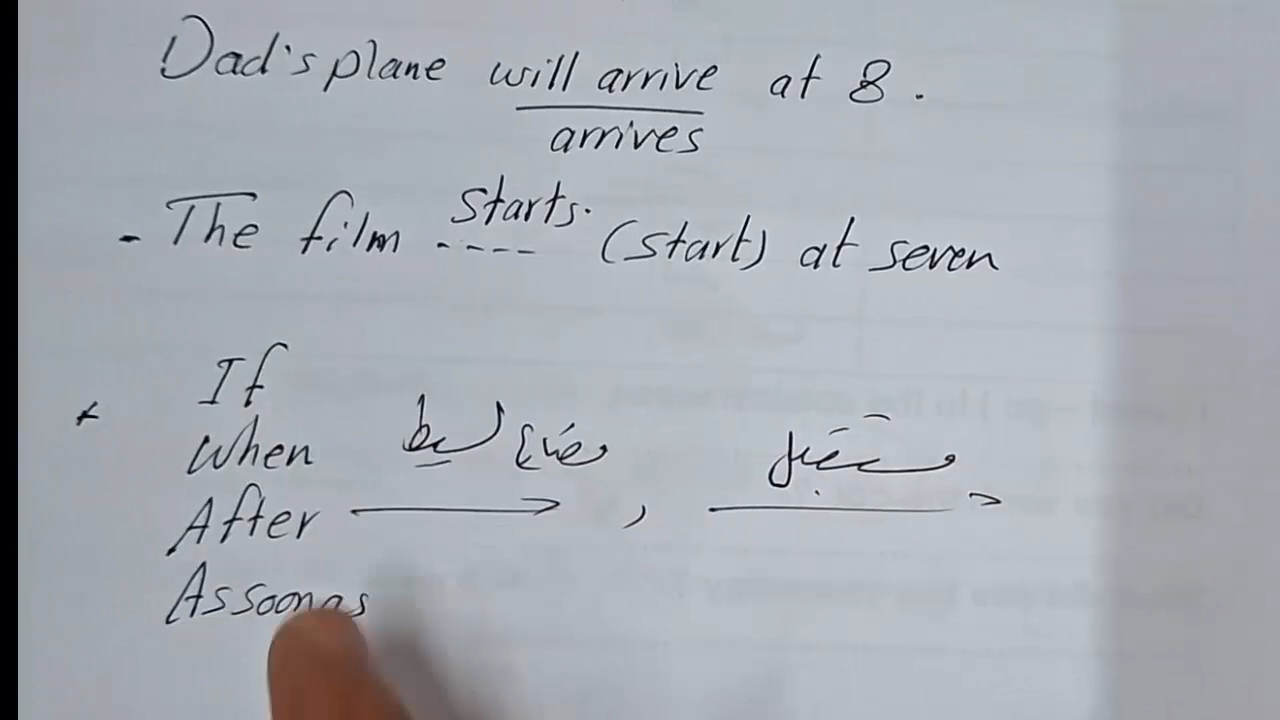 Dad's plane will arrive at 8.
arrives
- The film ---- (start) at seven
starts.
* If
When مضارع بسيط , مستقبل
After
As soon as